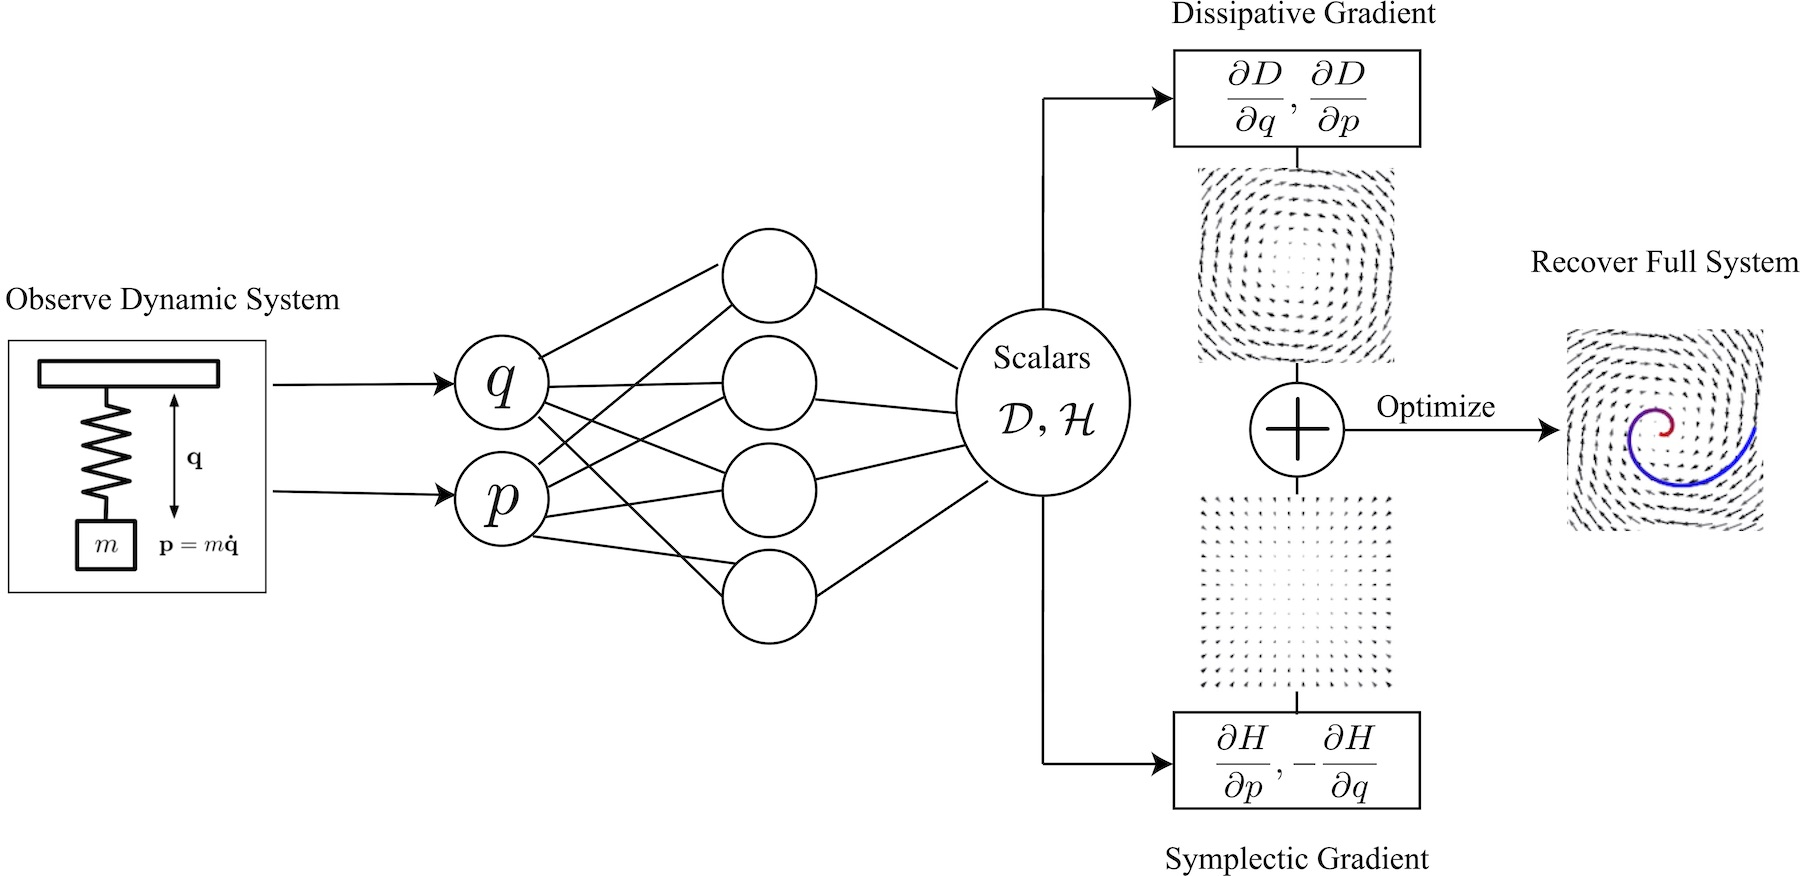 Dissipative Gradient
∂D/∂q, ∂D/∂p
Observe Dynamic System
q
m
p = mq̇
q
p
Scalars
𝒟, ℋ
Optimize
Recover Full System
∂H/∂p, −∂H/∂q
Symplectic Gradient